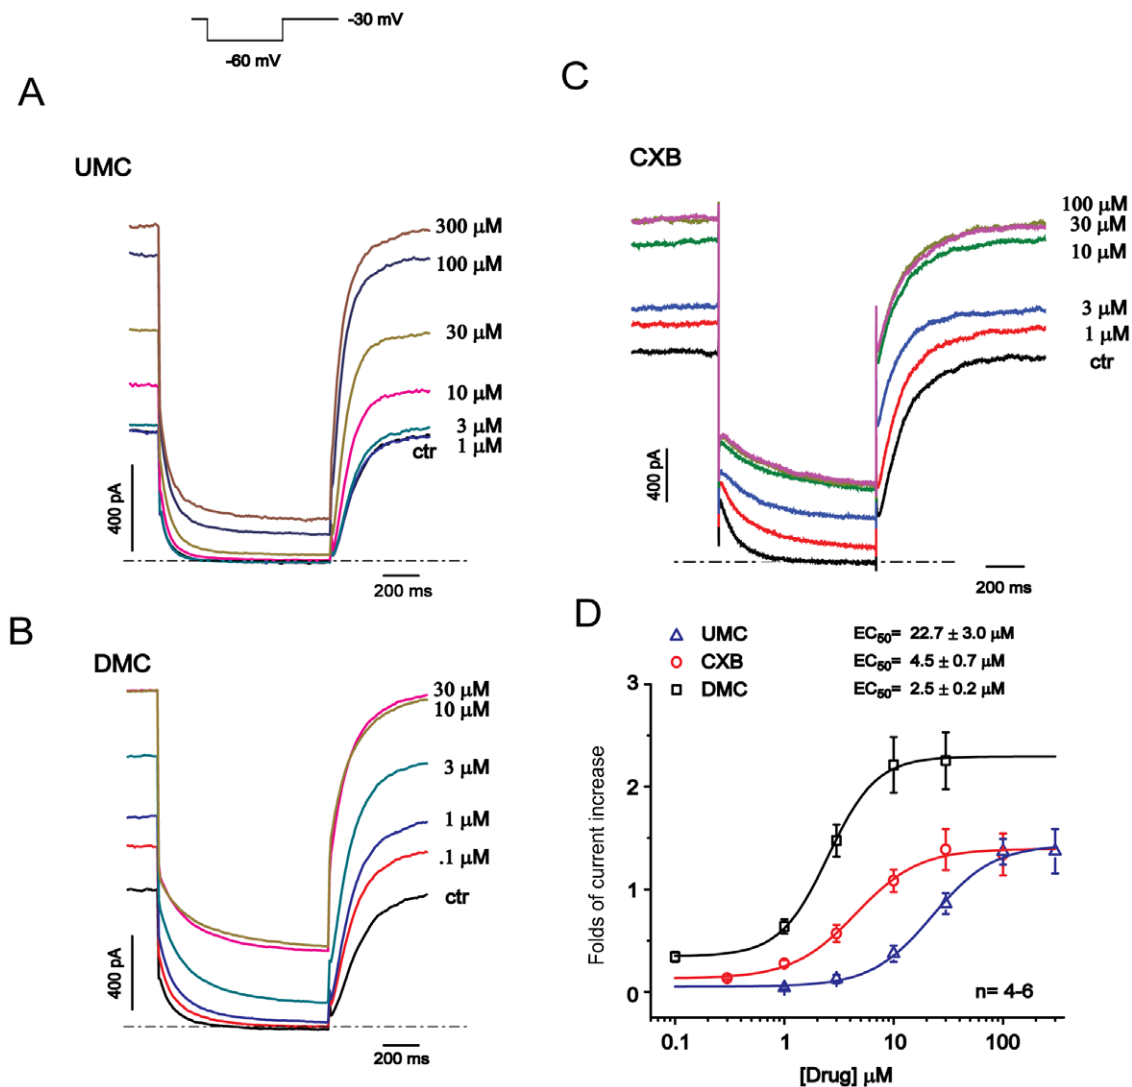 -30 mV
-60 mV
A
UMC
300 μM
100 μM
30 μM
10 μM
3 μM
ctr 1 μM
400 pA
200 ms
B
DMC
30 μM
10 μM
3 μM
1 μM
.1 μM
ctr
400 pA
200 ms
C
CXB
100 μM
30 μM
10 μM
3 μM
1 μM
ctr
400 pA
200 ms
D
UMC EC50= 22.7 ± 3.0 μM
CXB EC50= 4.5 ± 0.7 μM
DMC EC50= 2.5 ± 0.2 μM
Folds of current increase
3
2
1
0
n= 4-6
0.1 1 10 100
[Drug] μM